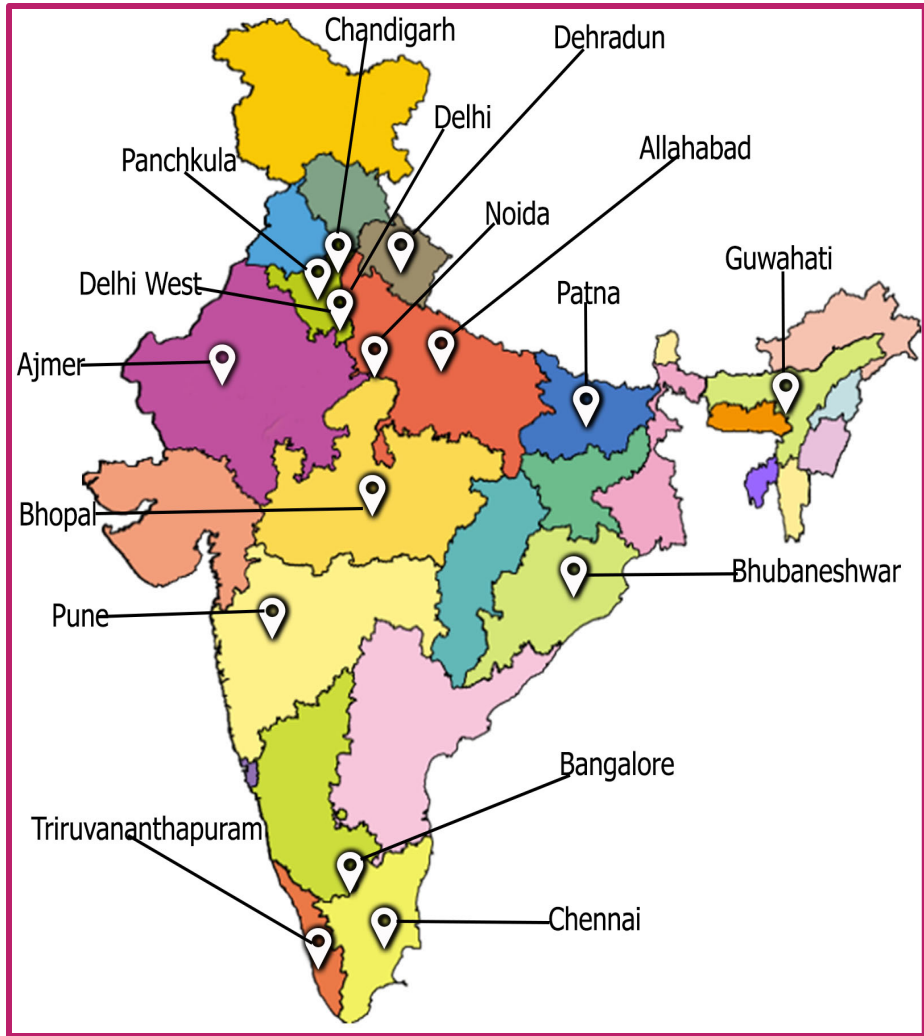 Chandigarh
Dehradun
Delhi
Panchkula
Allahabad
Noida
Guwahati
Delhi West
Patna
Ajmer
Bhopal
Bhubaneshwar
Pune
Bangalore
Triruvananthapuram
Chennai